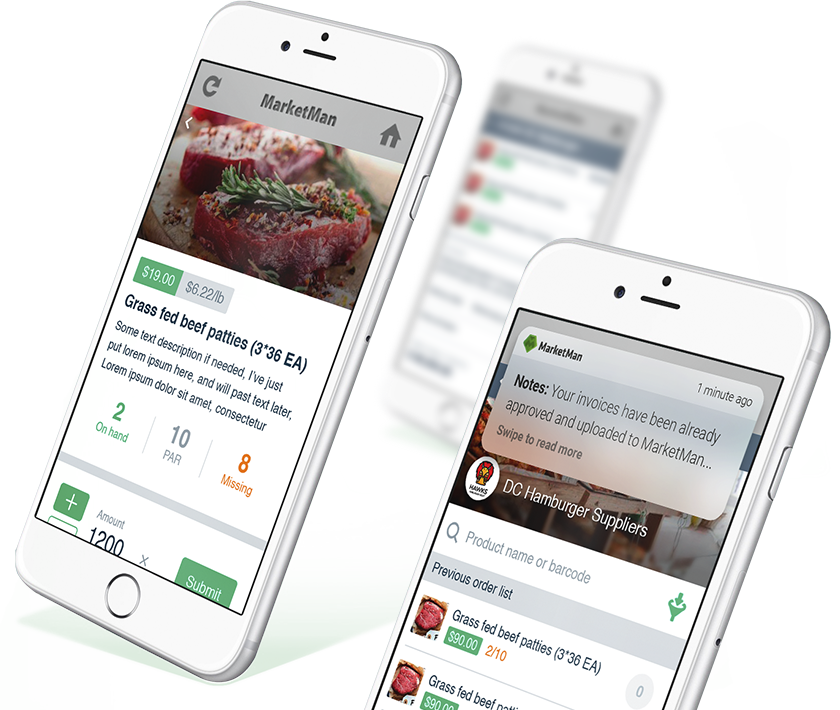 MarketMan
$19.00 $6.22/lb
Grass fed beef patties (3*36 EA)
Some text description if needed, I've just
put lorem ipsum here, and will past text later,
Lorem ipsum dolor sit amet, consectetur
2 10 8
On hand PAR Missing
+
Amount
1200 x
Submit
MarketMan
1 minute ago
Notes: Your invoices have been already
approved and uploaded to MarketMan...
Swipe to read more
HAWKS
DC Hamburger Suppliers
Product name or barcode
Previous order list
Grass fed beef patties (3*36 EA)
$90.00 2/10
0
Grass fed beef patties
$90.00